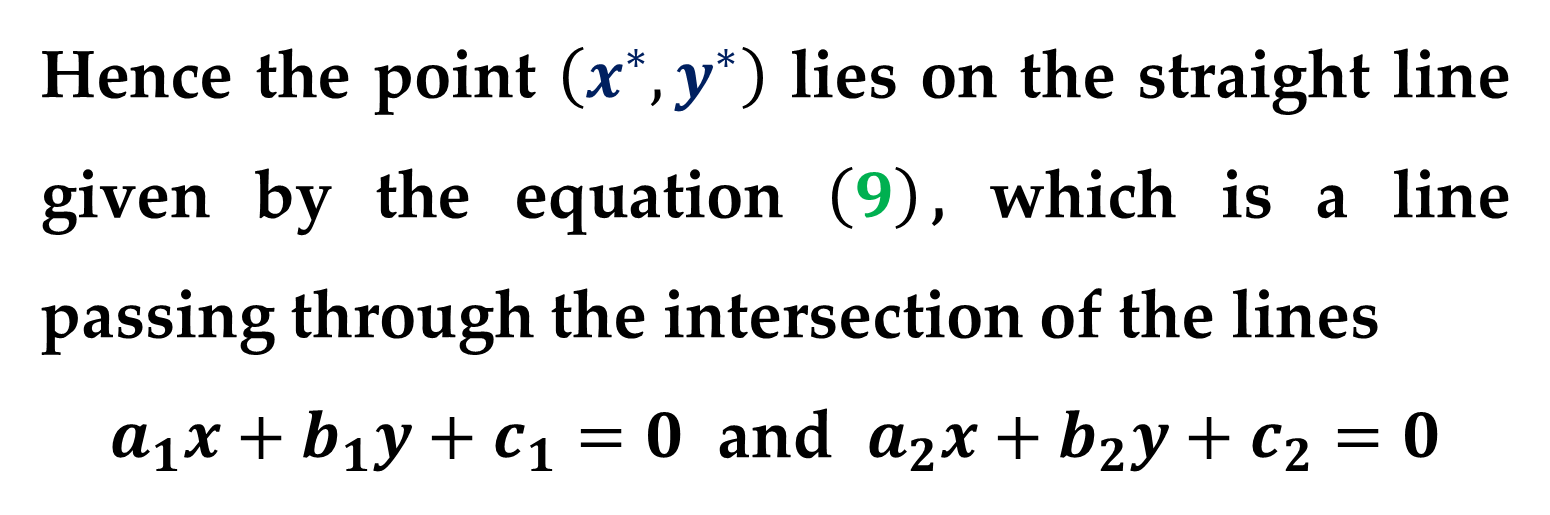 Hence the point (x*, y*) lies on the straight line
given by the equation (9), which is a line
passing through the intersection of the lines
a₁x + b₁y + c₁ = 0 and a₂x + b₂y + c₂ = 0